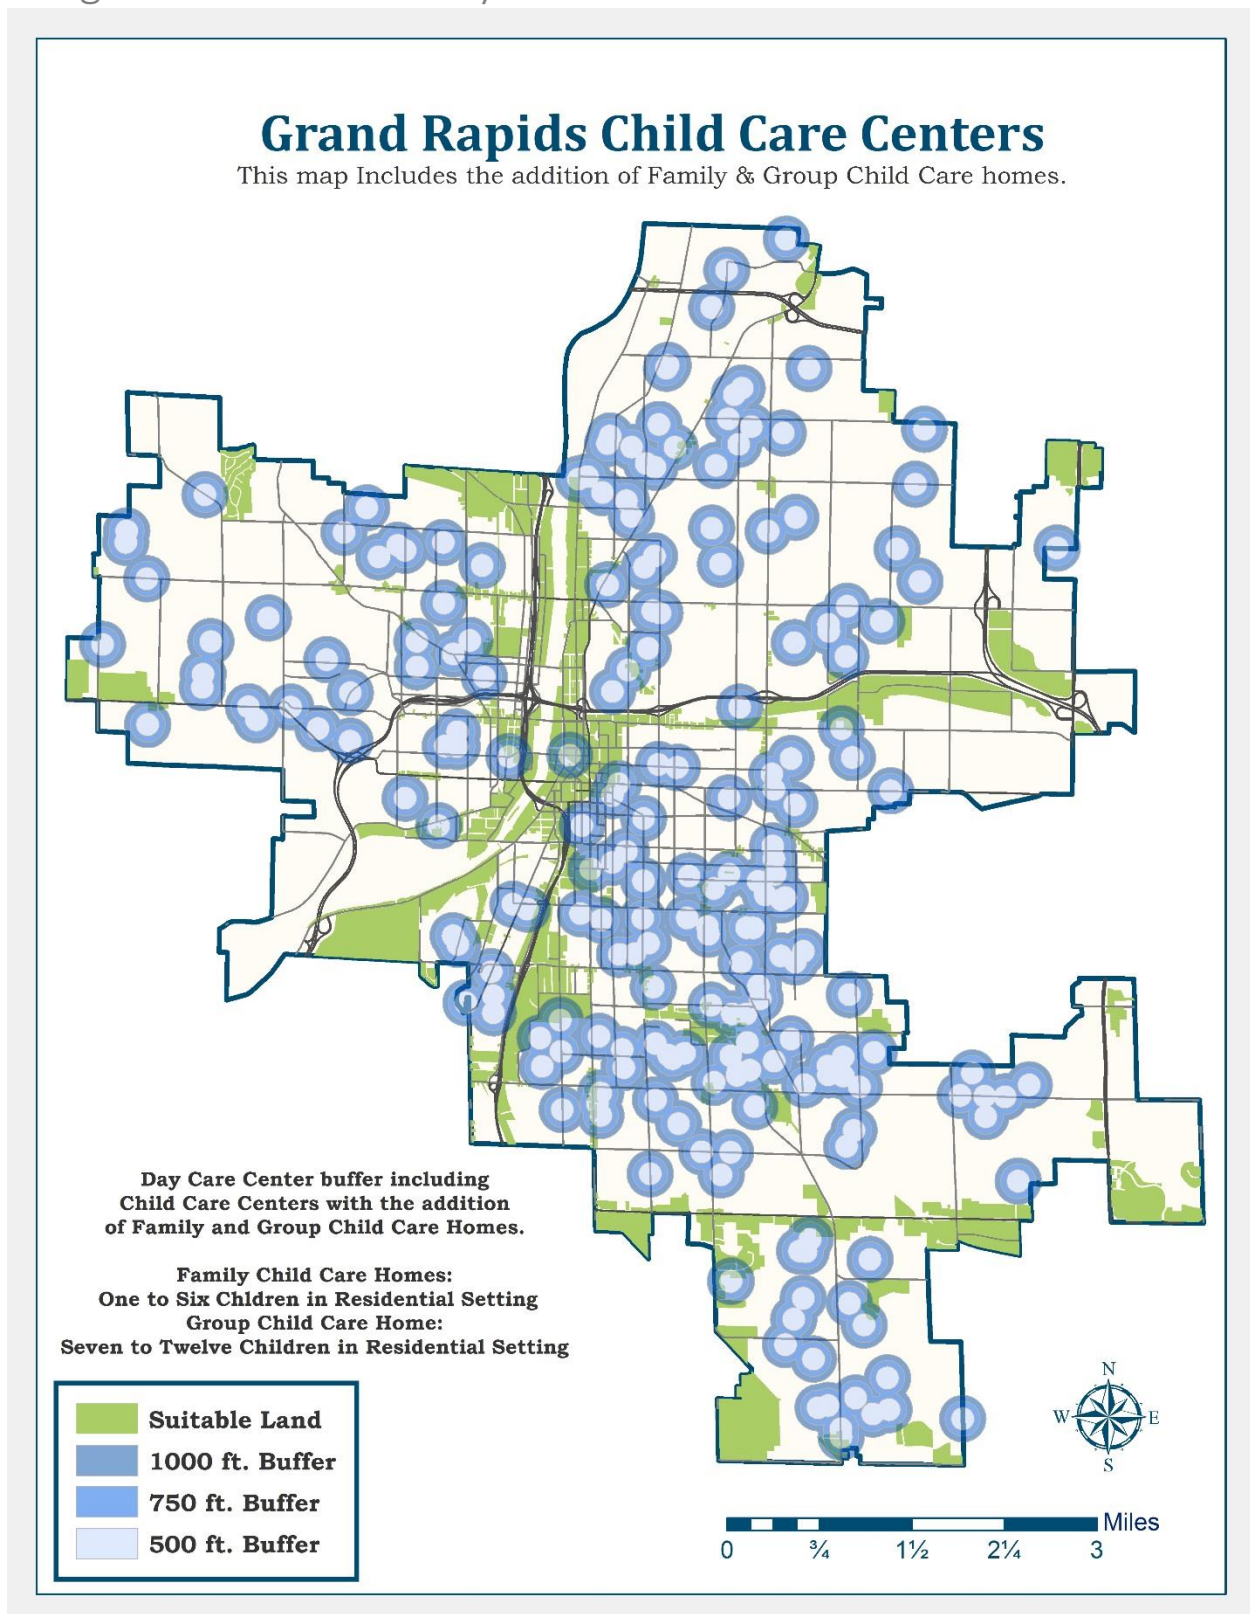 Grand Rapids Child Care Centers
This map Includes the addition of Family & Group Child Care homes.
Day Care Center buffer including
Child Care Centers with the addition
of Family and Group Child Care Homes.
Family Child Care Homes:
One to Six Chldren in Residential Setting
Group Child Care Home:
Seven to Twelve Children in Residential Setting
Suitable Land
1000 ft. Buffer
750 ft. Buffer
500 ft. Buffer
N
W E
S
Miles
0 ¾ 1½ 2¼ 3